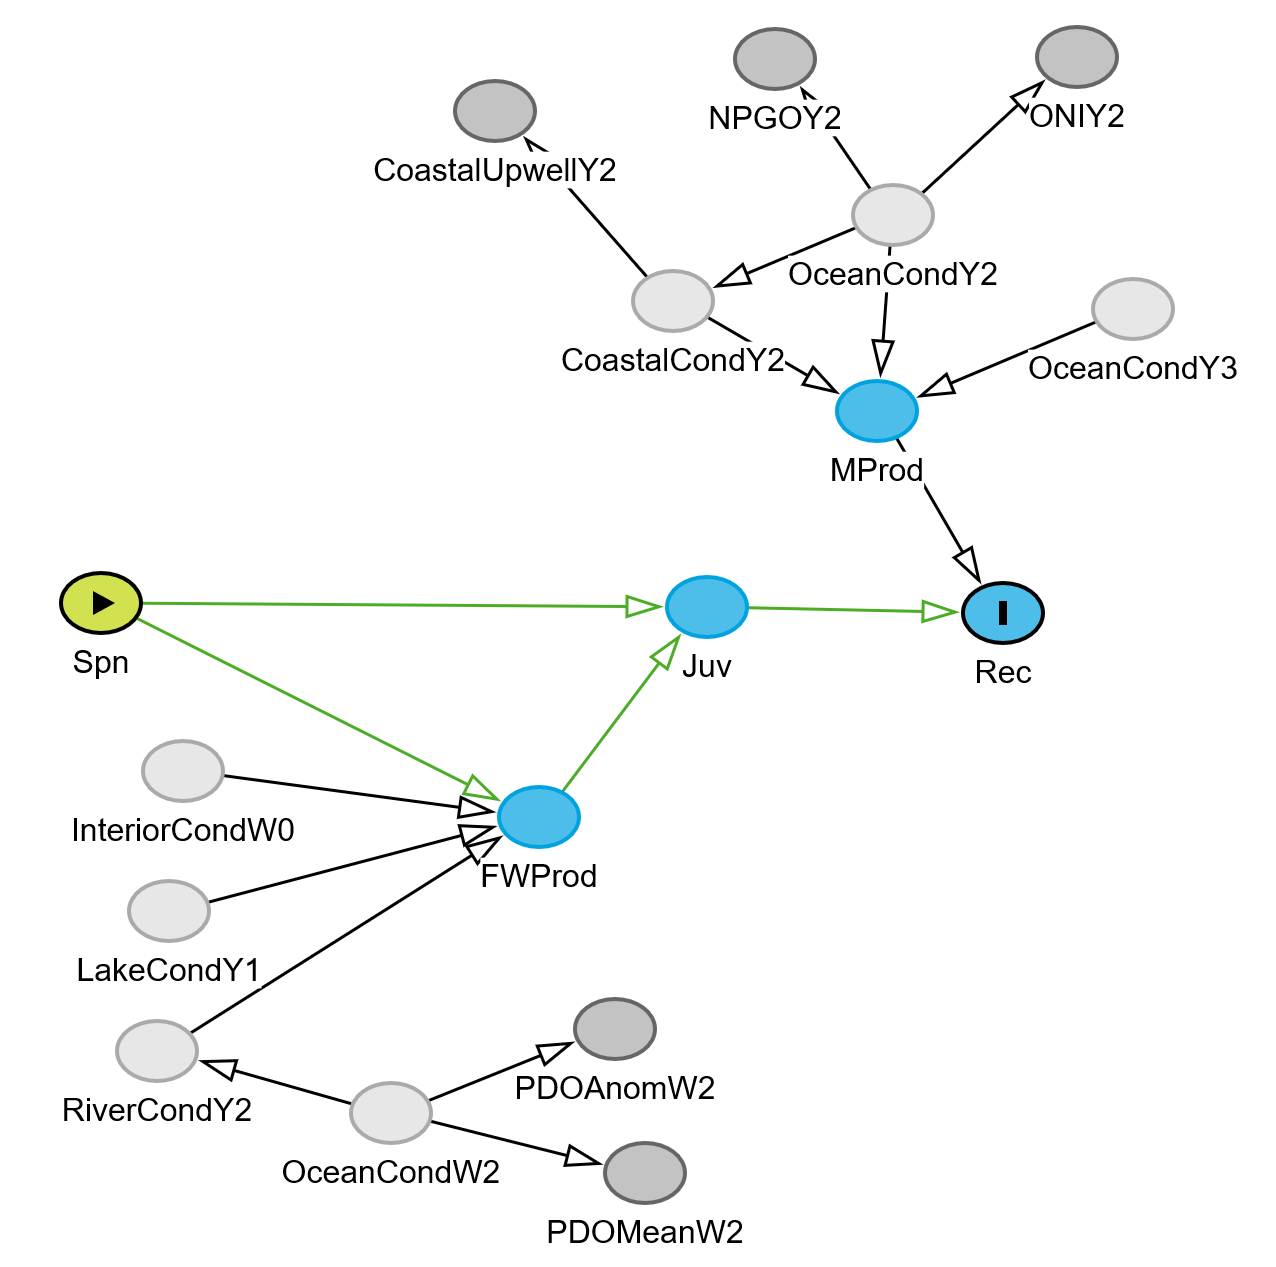 NPGOY2
ONIY2
CoastalUpwellY2
OceanCondY2
CoastalCondY2
OceanCondY3
MProd
Spn
Juv
Rec
InteriorCondW0
FWProd
LakeCondY1
PDOAnomW2
RiverCondY2
OceanCondW2
PDOMeanW2